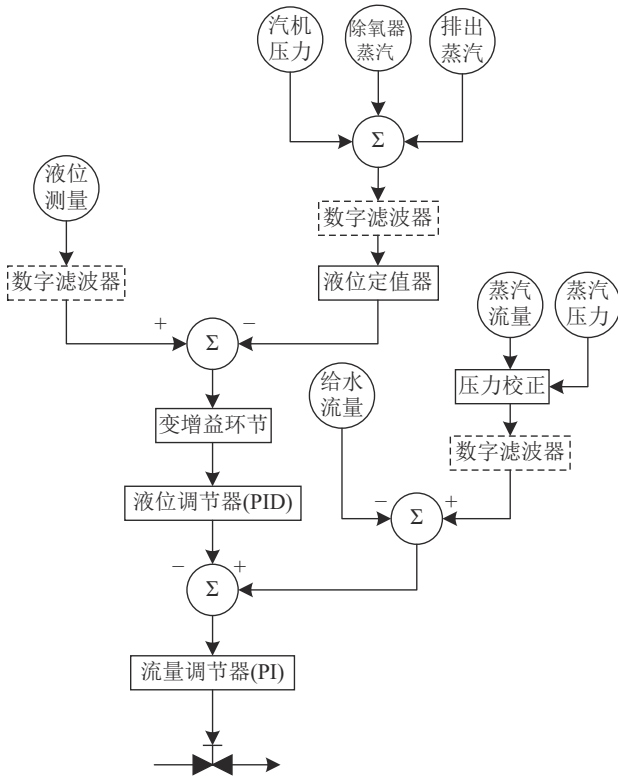 汽机
压力
除氧器
蒸汽
排出
蒸汽
Σ
液位
测量
数字滤波器
数字滤波器
液位定值器
蒸汽
流量
蒸汽
压力
+
−
Σ
给水
流量
压力校正
变增益环节
数字滤波器
液位调节器(PID)
−
+
Σ
−
+
Σ
流量调节器(PI)